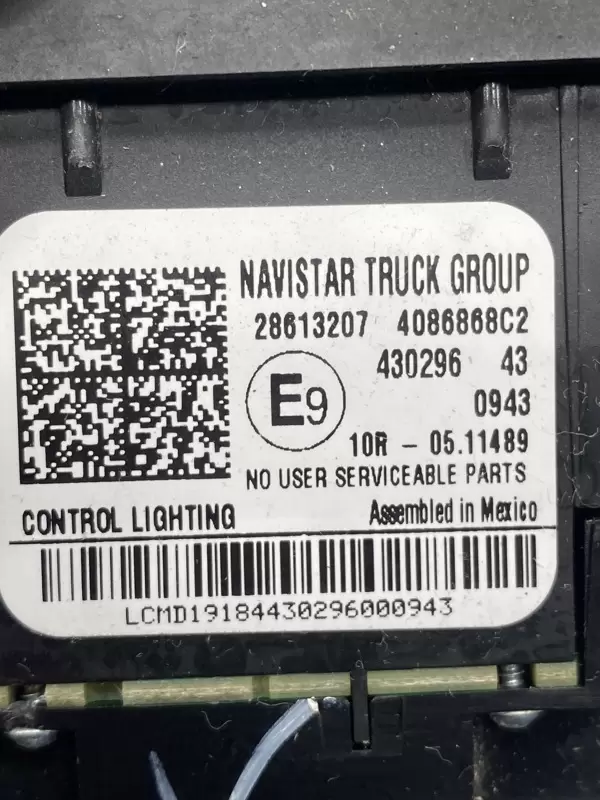 NAVISTAR TRUCK GROUP
28613207 4086868C2
430296 43
E9
0943
10R - 05.11489
NO USER SERVICEABLE PARTS
CONTROL LIGHTING Assembled in Mexico
LCMD19184430296000943